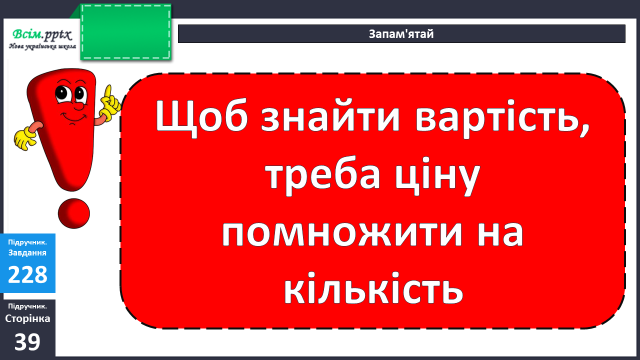 Всім.pptx
Нова українська школа
Запам'ятай
Щоб знайти вартість,
треба ціну
помножити на
кількість
Підручник.
Завдання
228
Підручник.
Сторінка
39